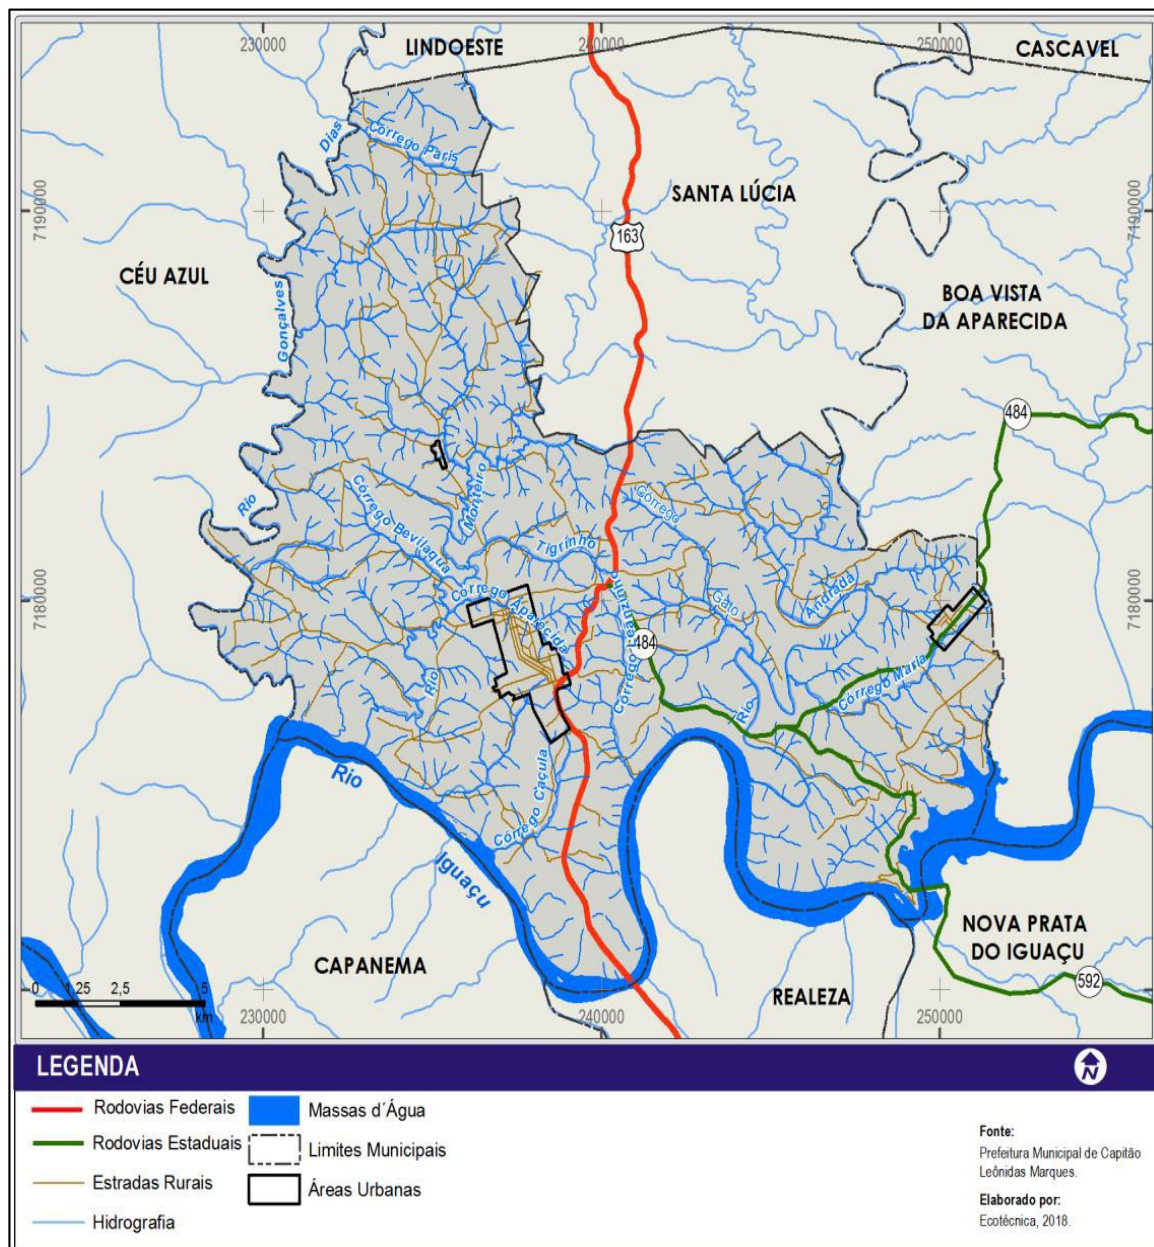 230000
240000
250000
LINDOESTE
CASCAVEL
Dias
Córrego Paris
SANTA LÚCIA
7190000
7190000
163
CÉU AZUL
Gonçalves
BOA VISTA
DA APARECIDA
484
Rio
Monteiro
Córrego Bevilaqua
Córrego
Tigrinho
Córrego Aparecida
Gaio
Andrada
7180000
7180000
484
Córrego
Rio
Córrego Maria
Rio
Rio
Córrego Caçula
Iguaçu
CAPANEMA
NOVA PRATA
DO IGUAÇU
REALEZA
592
0 1,25 2,5 5
km
230000
240000
250000
LEGENDA
N
Rodovias Federais
Massas d´Água
Rodovias Estaduais
Limites Municipais
Estradas Rurais
Áreas Urbanas
Hidrografia
Fonte:
Prefeitura Municipal de Capitão
Leônidas Marques.
Elaborado por:
Ecotécnica, 2018.